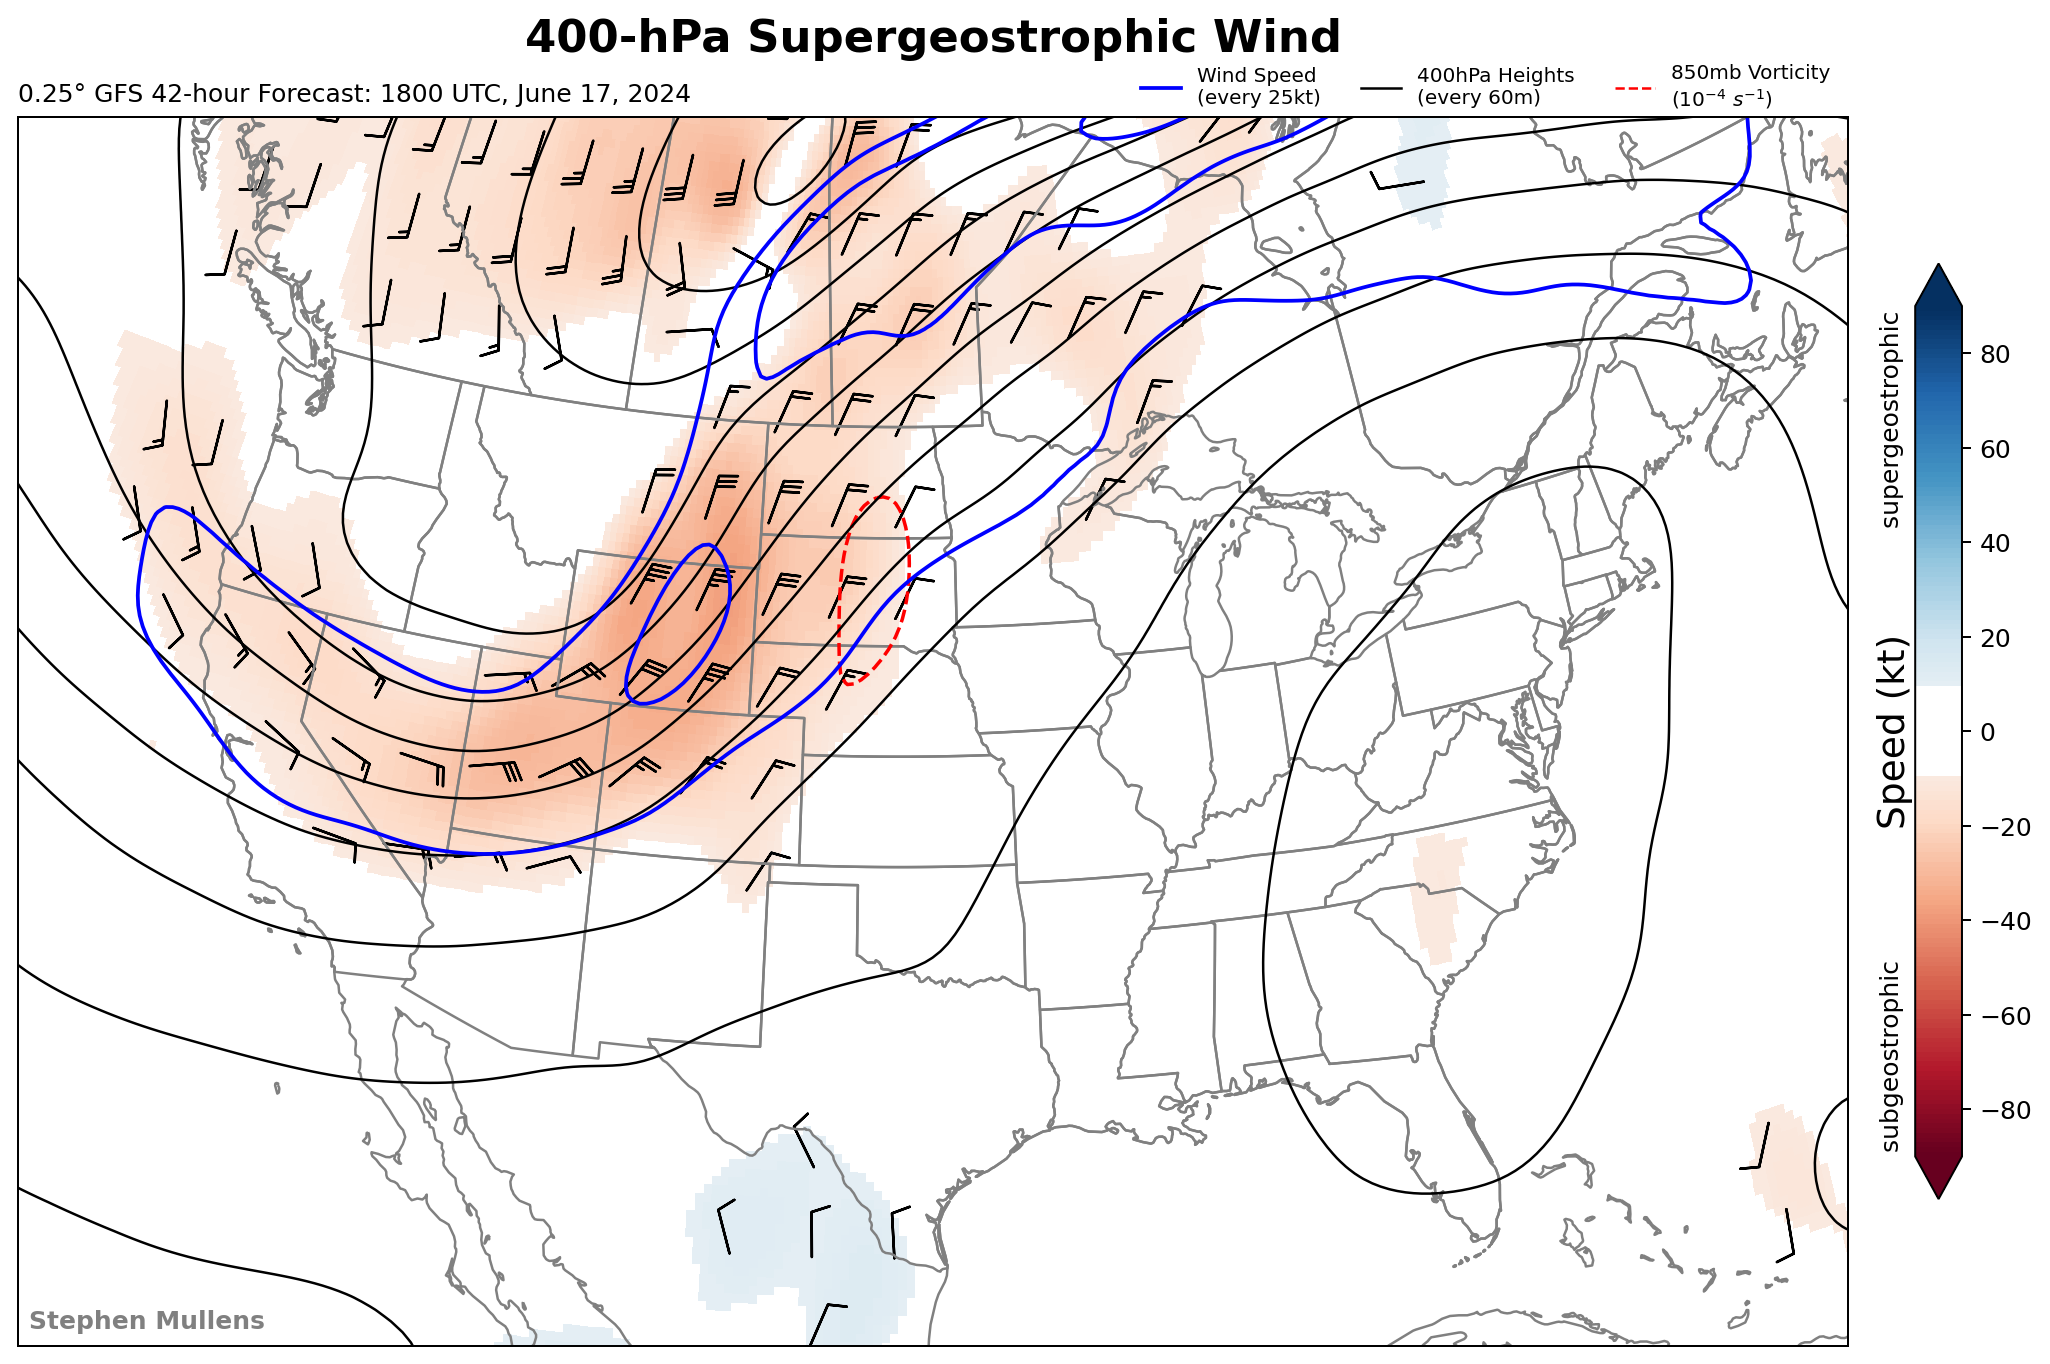 400-hPa Supergeostrophic Wind
0.25° GFS 42-hour Forecast: 1800 UTC, June 17, 2024
Wind Speed
(every 25kt)
400hPa Heights
(every 60m)
850mb Vorticity
(10⁻⁴ s⁻¹)
supergeostrophic
Speed (kt)
subgeostrophic
80
60
40
20
0
−20
−40
−60
−80
Stephen Mullens